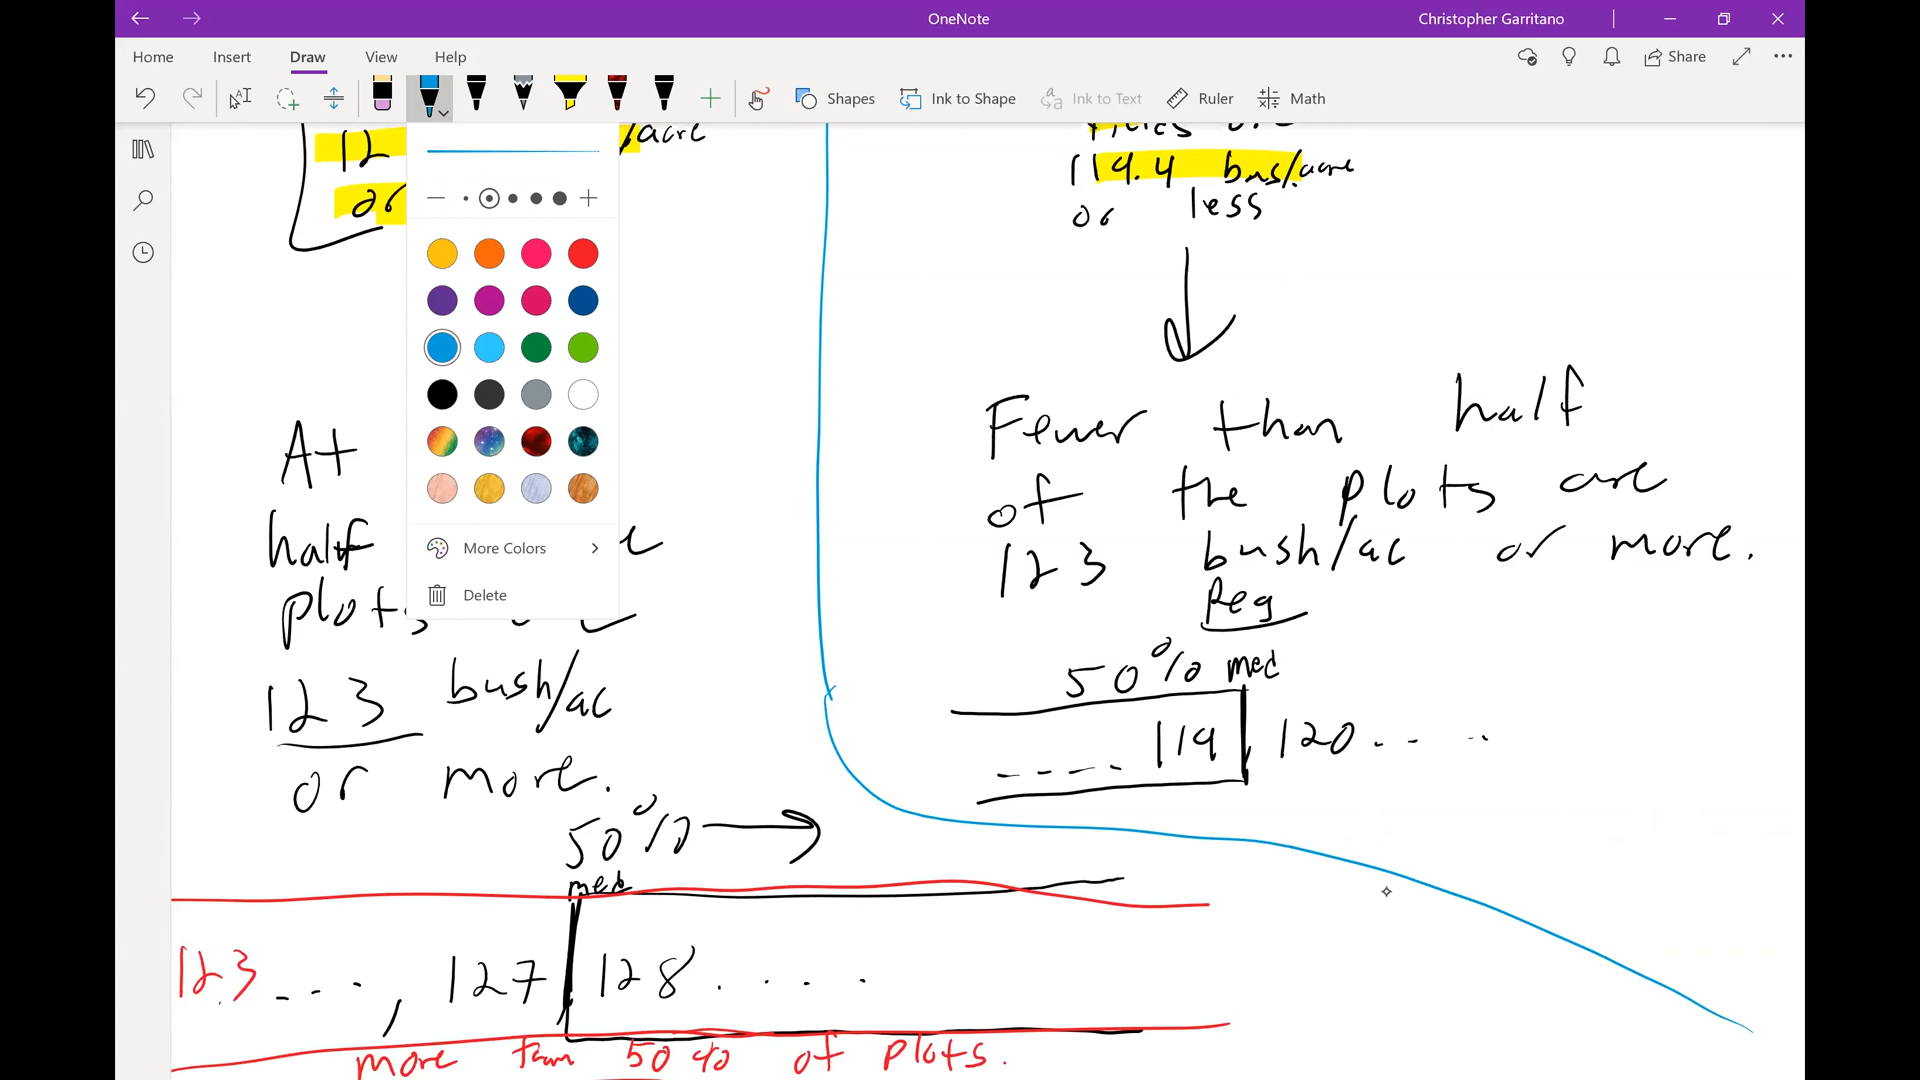 OneNote
Christopher Garritano
Home Insert Draw View Help
Share
Shapes Ink to Shape Ink to Text Ruler Math
12 /acre
or
119.4 bus/acre
or less
More Colors
Delete
At
half
plots
123 bush/ac
or more.
Fewer than half
of the plots are
123 bush/ac or more.
Reg
50% med
---- 119 120 ....
50%
med
123 ..., 127 128 ....
more than 50% of plots.